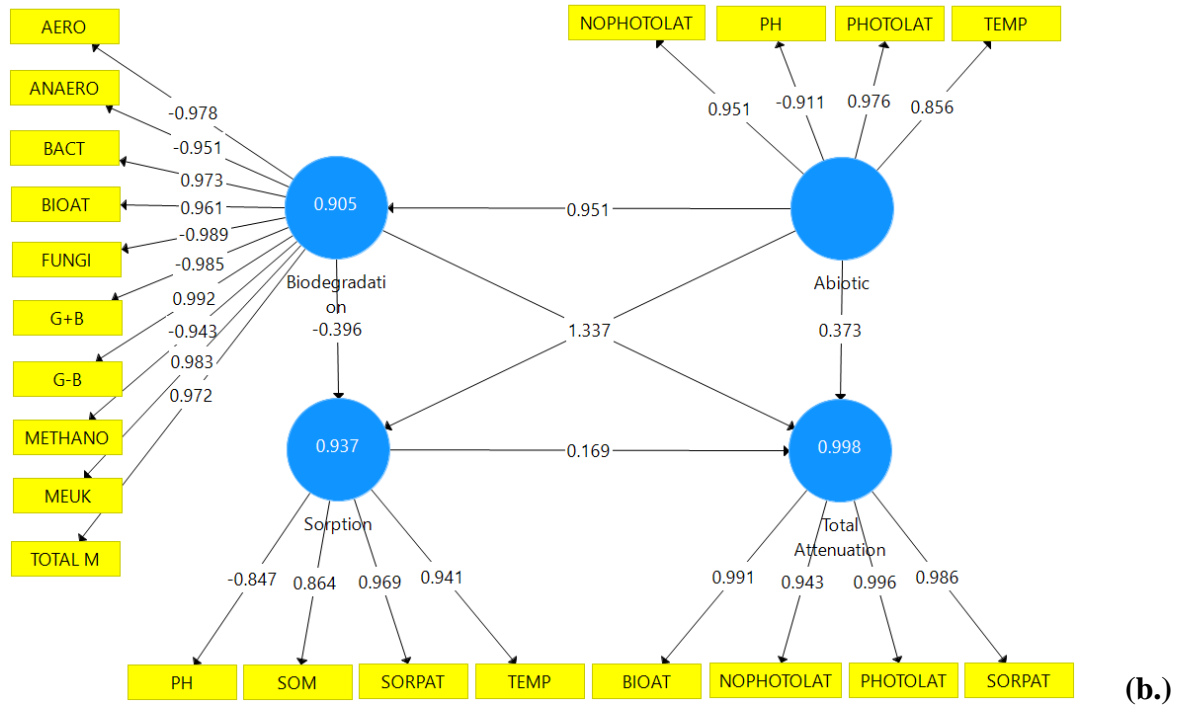 AERO
ANAERO
BACT
BIOAT
FUNGI
G+B
G-B
METHANO
MEUK
TOTAL M
-0.978
-0.951
0.973
0.961
-0.989
-0.985
0.992
-0.943
0.983
0.972
0.905
Biodegradati
on
NOPHOTOLAT
PH
PHOTOLAT
TEMP
0.951
-0.911
0.976
0.856
Abiotic
0.951
-0.396
1.337
0.373
0.937
Sorption
0.169
0.998
Total
Attenuation
-0.847
0.864
0.969
0.941
PH
SOM
SORPAT
TEMP
0.991
0.943
0.996
0.986
BIOAT
NOPHOTOLAT
PHOTOLAT
SORPAT
(b.)